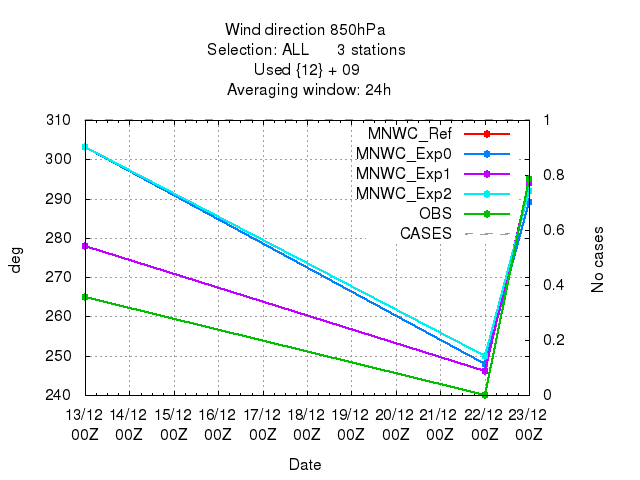 Wind direction 850hPa
Selection: ALL 3 stations
Used {12} + 09
Averaging window: 24h
310
300
290
280
270
260
250
240
deg
1
0.8
0.6
0.4
0.2
0
No cases
MNWC_Ref
MNWC_Exp0
MNWC_Exp1
MNWC_Exp2
OBS
CASES
13/12 14/12 15/12 16/12 17/12 18/12 19/12 20/12 21/12 22/12 23/12
00Z 00Z 00Z 00Z 00Z 00Z 00Z 00Z 00Z 00Z 00Z
Date